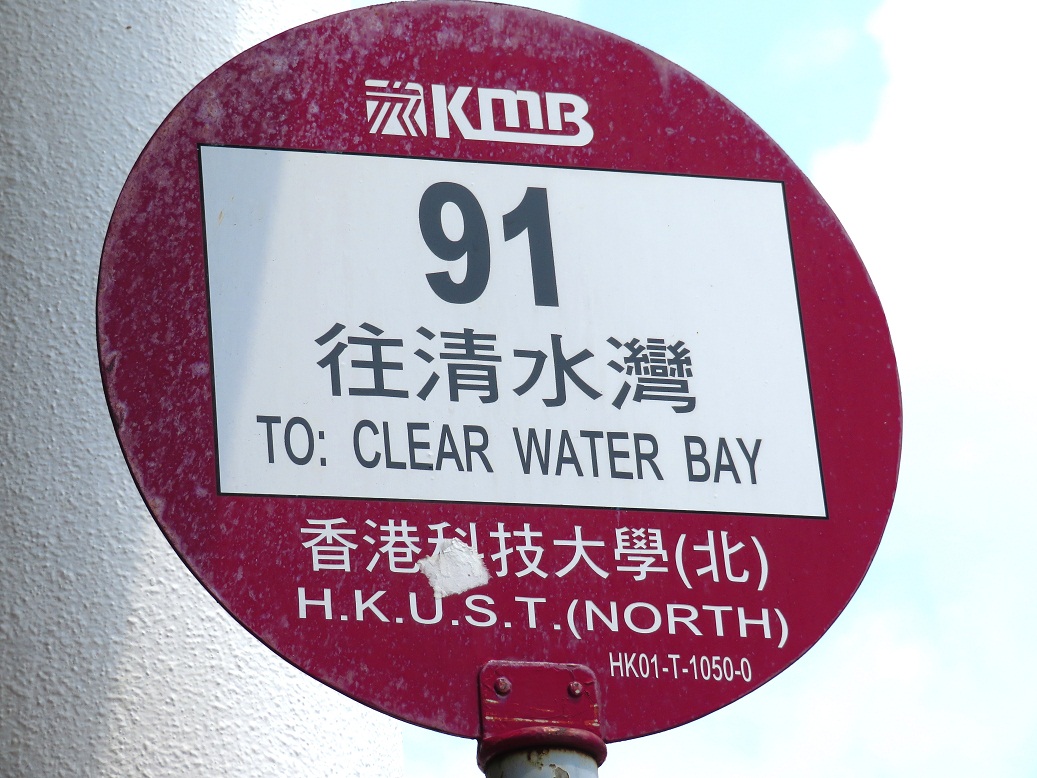 KMB
91
往清水灣
TO: CLEAR WATER BAY
香港科技大學(北)
H.K.U.S.T.(NORTH)
HK01-T-1050-0